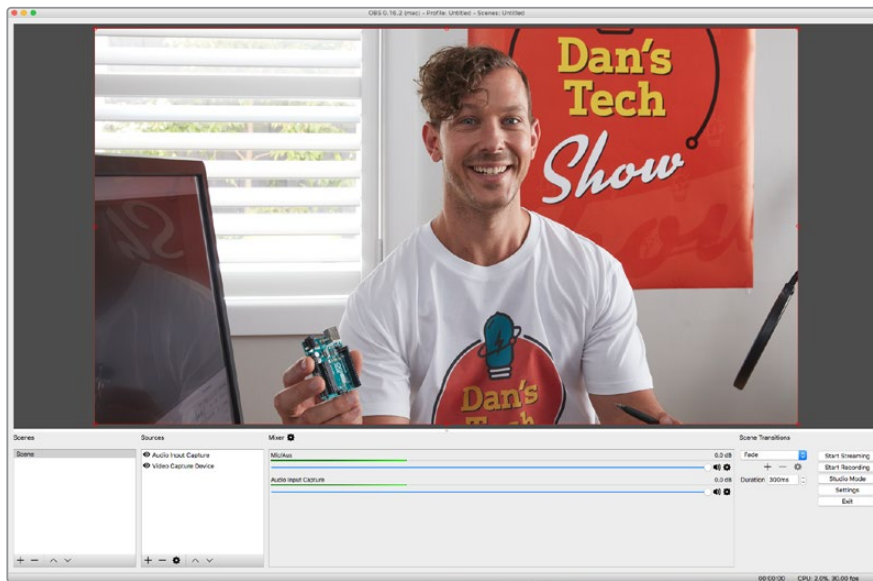 OBS 0.16.2 (mac) - Profile: Untitled - Scenes: Untitled
Dan's
Tech
Show
Dan's
Scenes
Sources
Mixer
Scene Transitions
Scene
Audio Input Capture
Video Capture Device
Mic/Aux
0.0 dB
Audio Input Capture
0.0 dB
Fade
Duration 300ms
Start Streaming
Start Recording
Studio Mode
Settings
Exit
00:00:00 CPU: 2.0%, 30.00 fps